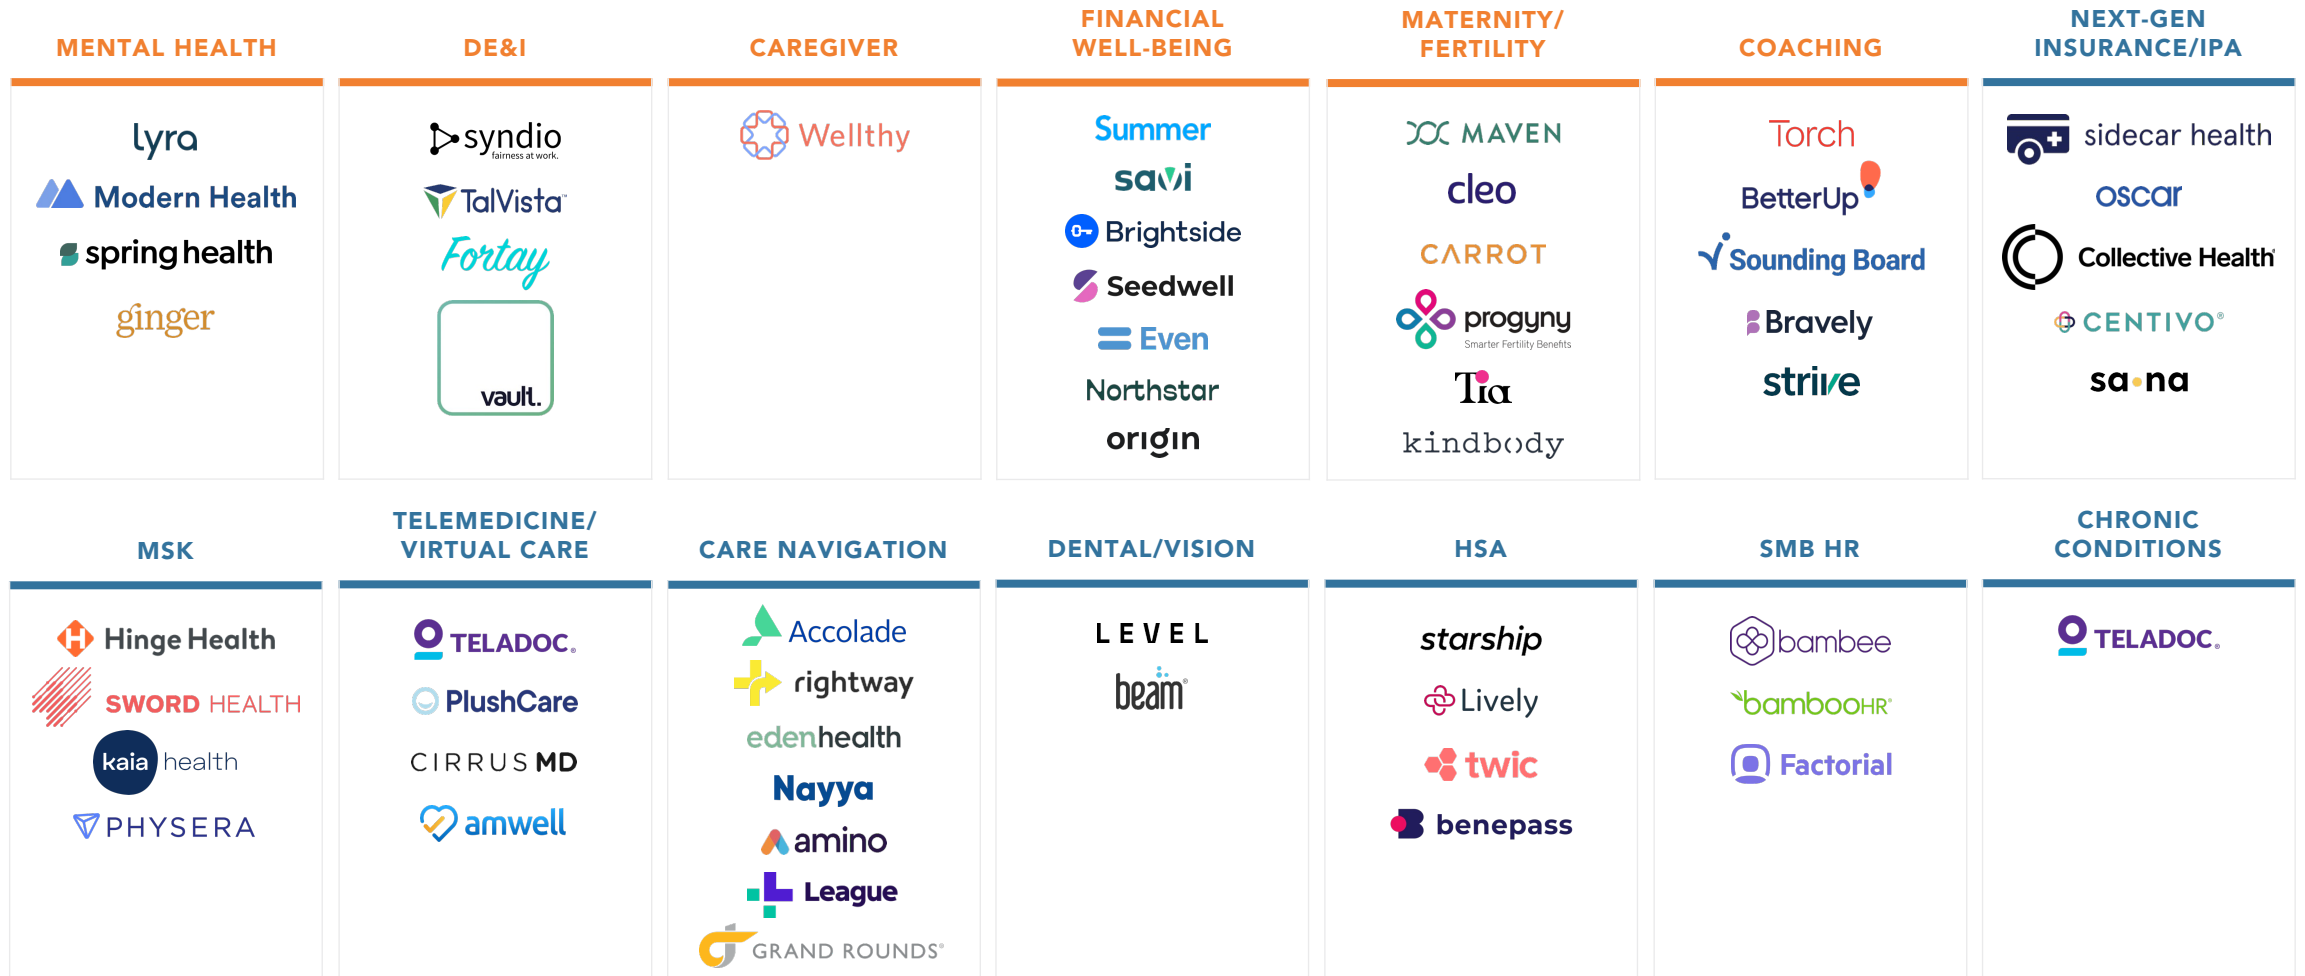 MENTAL HEALTH
lyra
Modern Health
spring health
ginger
DE&I
syndio
fairness at work.
TalVista™
Fortay
vault.
CAREGIVER
Wellthy
FINANCIAL
WELL-BEING
Summer
savi
Brightside
Seedwell
Even
Northstar
origin
MATERNITY/
FERTILITY
MAVEN
cleo
CARROT
progyny
Smarter Fertility Benefits
Tia
kindbody
COACHING
Torch
BetterUp
Sounding Board
Bravely
strive
NEXT-GEN
INSURANCE/IPA
sidecar health
oscar
Collective Health
CENTIVO®
sana
MSK
Hinge Health
SWORD HEALTH
kaia health
PHYSERA
TELEMEDICINE/
VIRTUAL CARE
TELADOC®
PlushCare
CIRRUS MD
amwell
CARE NAVIGATION
Accolade
rightway
edenhealth
Nayya
amino
League
GRAND ROUNDS®
DENTAL/VISION
LEVEL
beam®
HSA
starship
Lively
twic
benepass
SMB HR
bambee
bambooHR®
Factorial
CHRONIC
CONDITIONS
TELADOC®